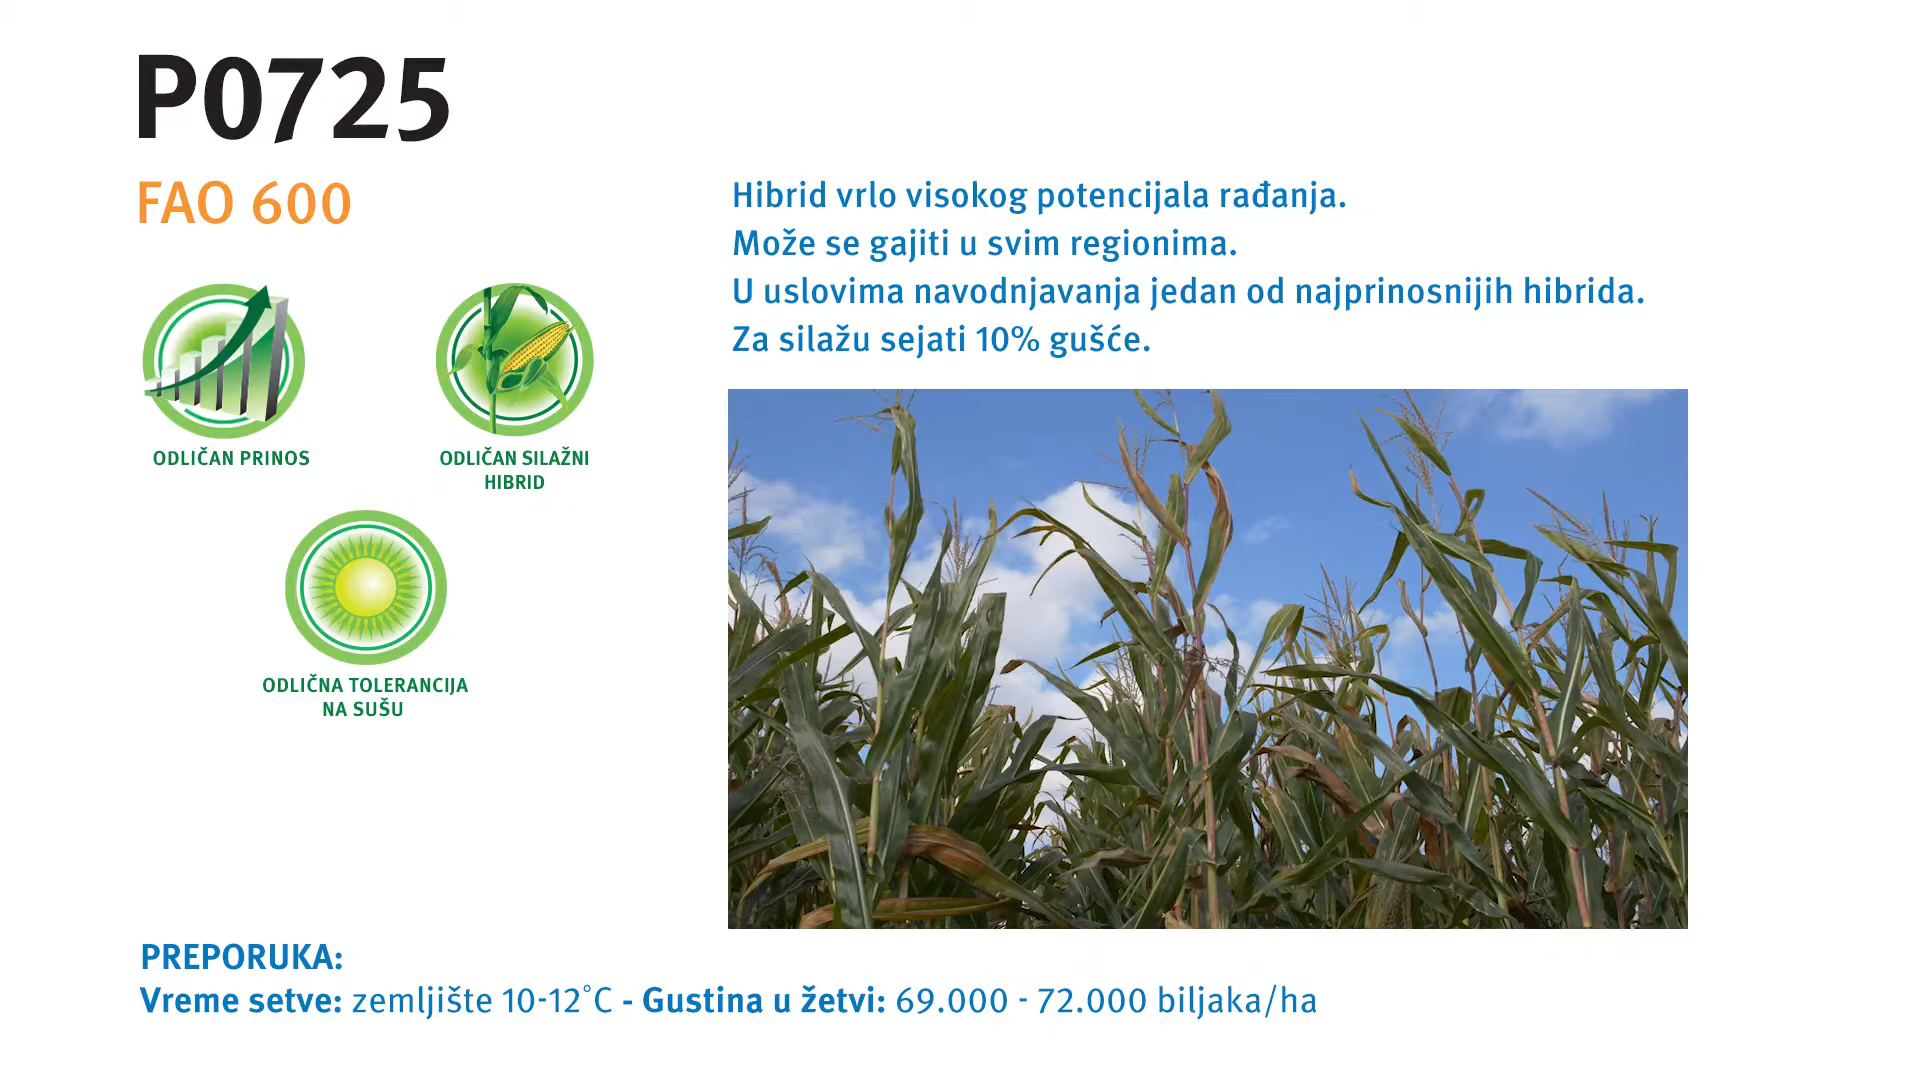 P0725
FAO 600
Hibrid vrlo visokog potencijala rađanja.
Može se gajiti u svim regionima.
U uslovima navodnjavanja jedan od najprinosnijih hibrida.
Za silažu sejati 10% gušće.
ODLIČAN PRINOS
ODLIČAN SILAŽNI
HIBRID
ODLIČNA TOLERANCIJA
NA SUŠU
PREPORUKA:
Vreme setve: zemljište 10-12°C - Gustina u žetvi: 69.000 - 72.000 biljaka/ha